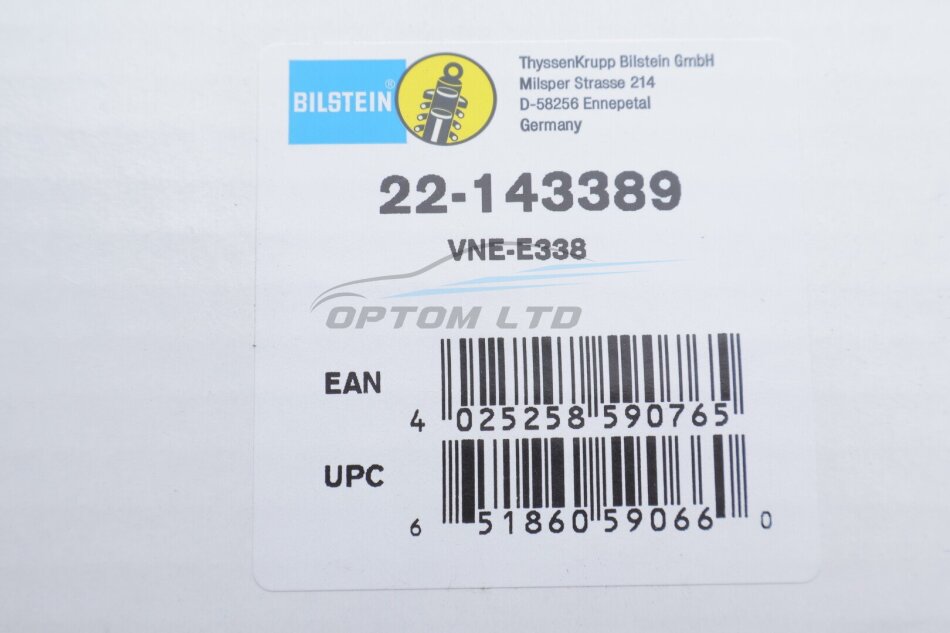 BILSTEIN®
ThyssenKrupp Bilstein GmbH
Milsper Strasse 214
D-58256 Ennepetal
Germany
22-143389
VNE-E338
OPTOM LTD
EAN
4 025258 590765
UPC
6 51860 59066 0